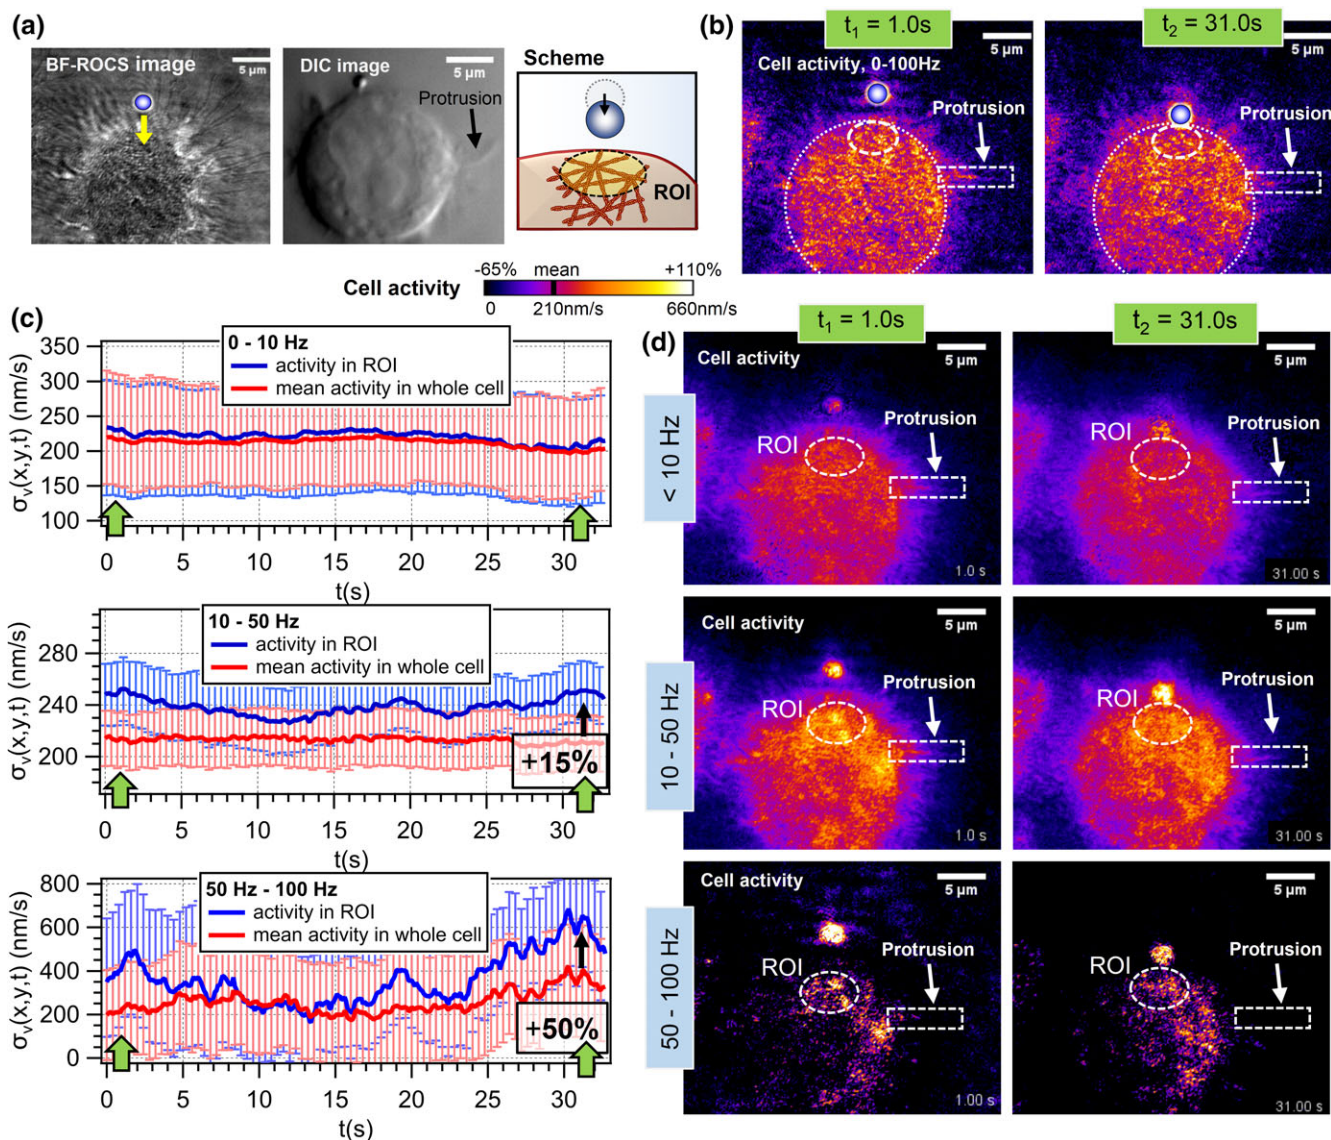 (a)
BF-ROCS image
5 µm
DIC image
5 µm
Protrusion
Scheme
ROI
(b)
t1 = 1.0s
t2 = 31.0s
Cell activity, 0-100Hz
5 µm
Protrusion
5 µm
Protrusion
Cell activity
-65% mean +110%
0 210nm/s 660nm/s
(c)
0 - 10 Hz
activity in ROI
mean activity in whole cell
σv(x,y,t) (nm/s)
350
300
250
200
150
100
0 5 10 15 20 25 30
t(s)
10 - 50 Hz
activity in ROI
mean activity in whole cell
σv(x,y,t) (nm/s)
280
240
200
+15%
0 5 10 15 20 25 30
t(s)
50 Hz - 100 Hz
activity in ROI
mean activity in whole cell
σv(x,y,t) (nm/s)
800
600
400
200
0
+50%
0 5 10 15 20 25 30
t(s)
(d)
t1 = 1.0s
t2 = 31.0s
< 10 Hz
Cell activity
5 µm
ROI
Protrusion
1.0 s
5 µm
ROI
Protrusion
31.00 s
10 - 50 Hz
Cell activity
5 µm
ROI
Protrusion
1.0 s
5 µm
ROI
Protrusion
31.00 s
50 - 100 Hz
Cell activity
5 µm
ROI
Protrusion
1.00 s
5 µm
ROI
Protrusion
31.00 s